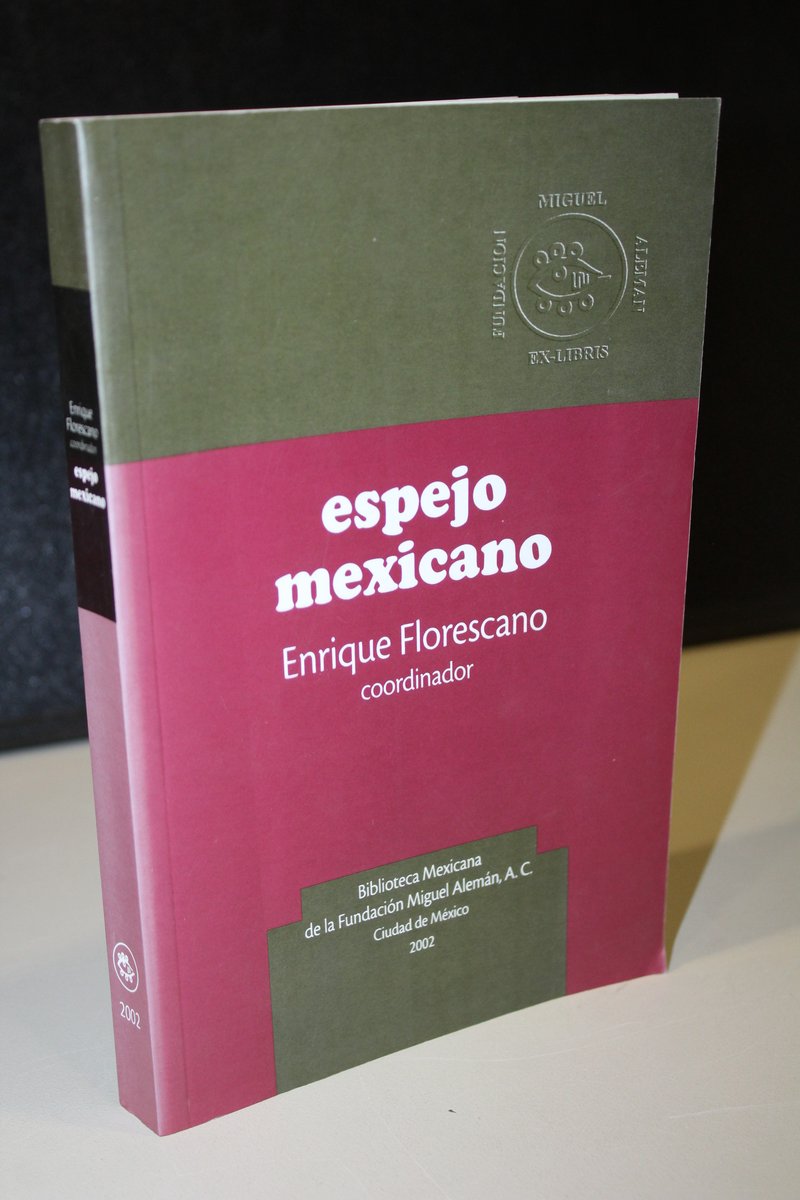 MIGUEL
FUNDACION
ALEMAN
EX-LIBRIS
espejo
mexicano
Enrique Florescano
coordinador
Biblioteca Mexicana
de la Fundación Miguel Alemán, A. C.
Ciudad de México
2002
Enrique
Florescano
coordinador
espejo
mexicano
2002